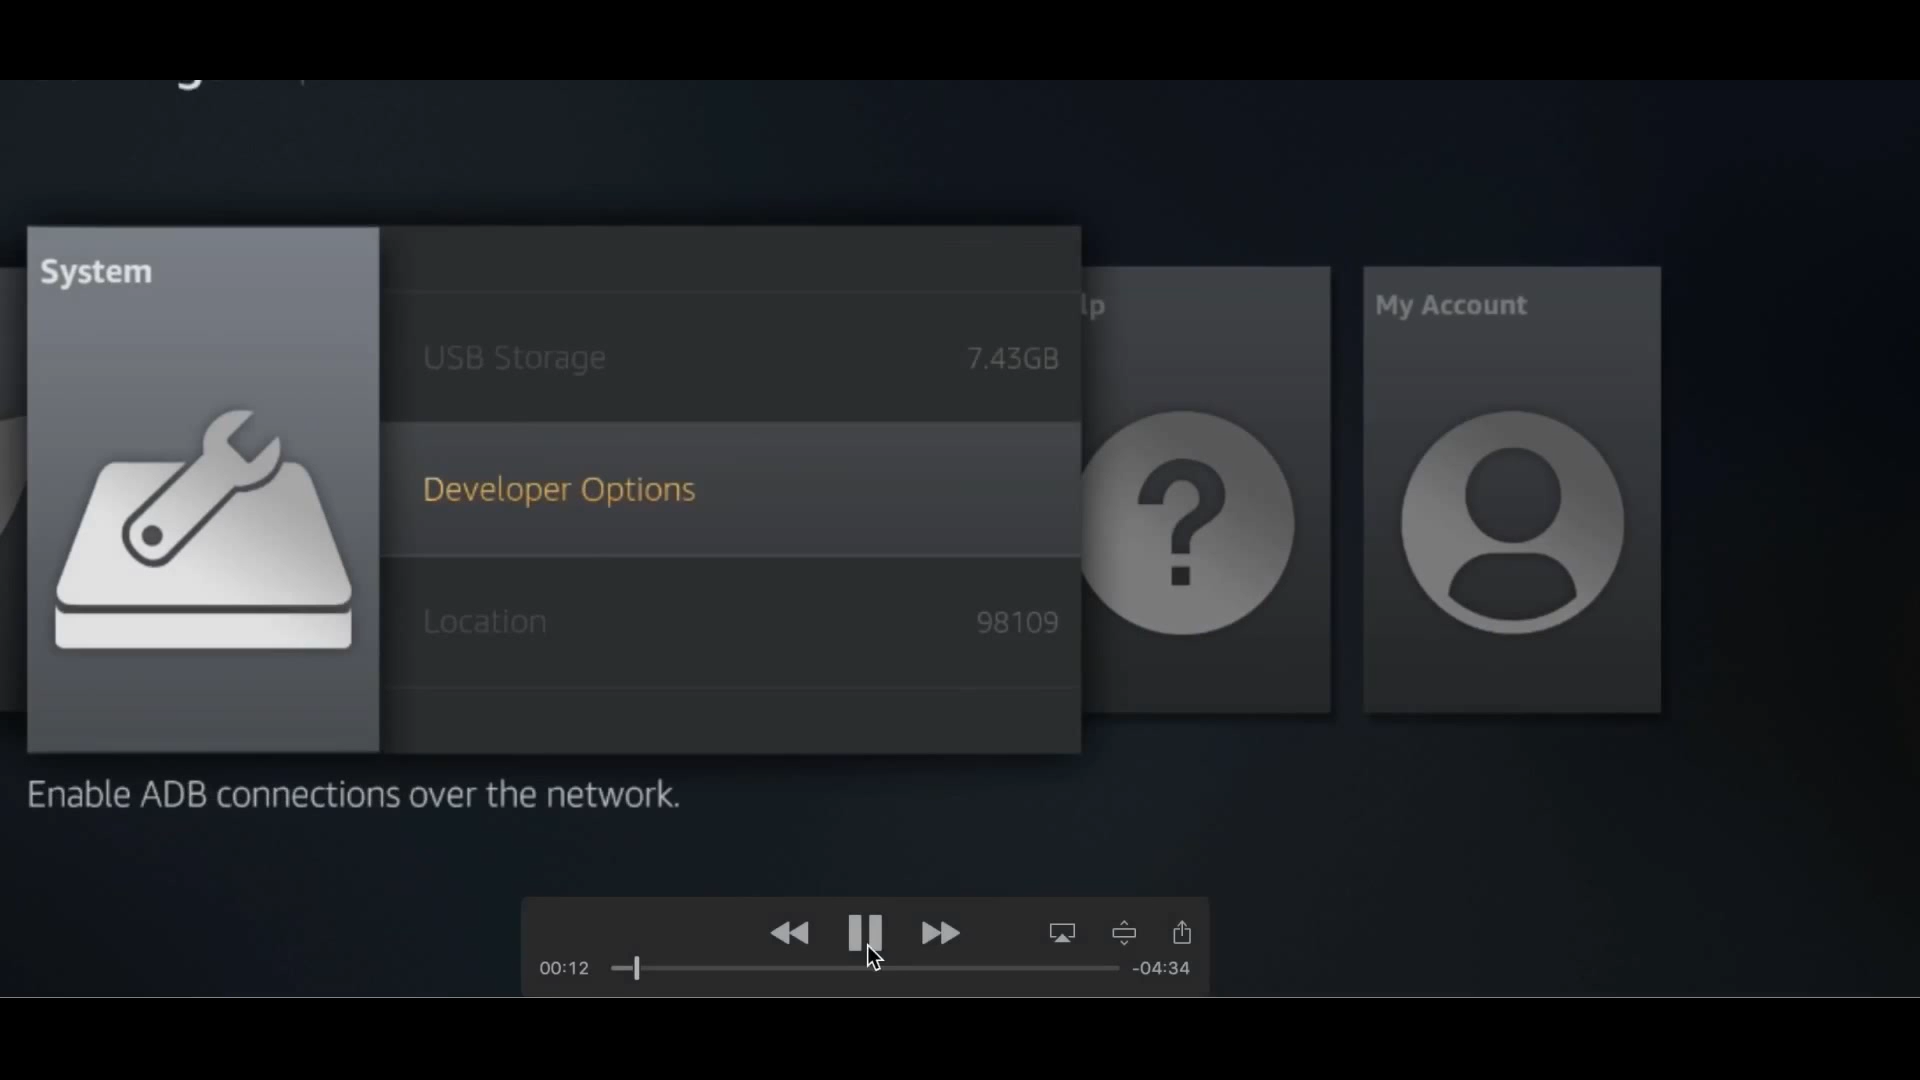 System
USB Storage 7.43GB
Developer Options
Location 98109
lp
My Account
Enable ADB connections over the network.
00:12
-04:34